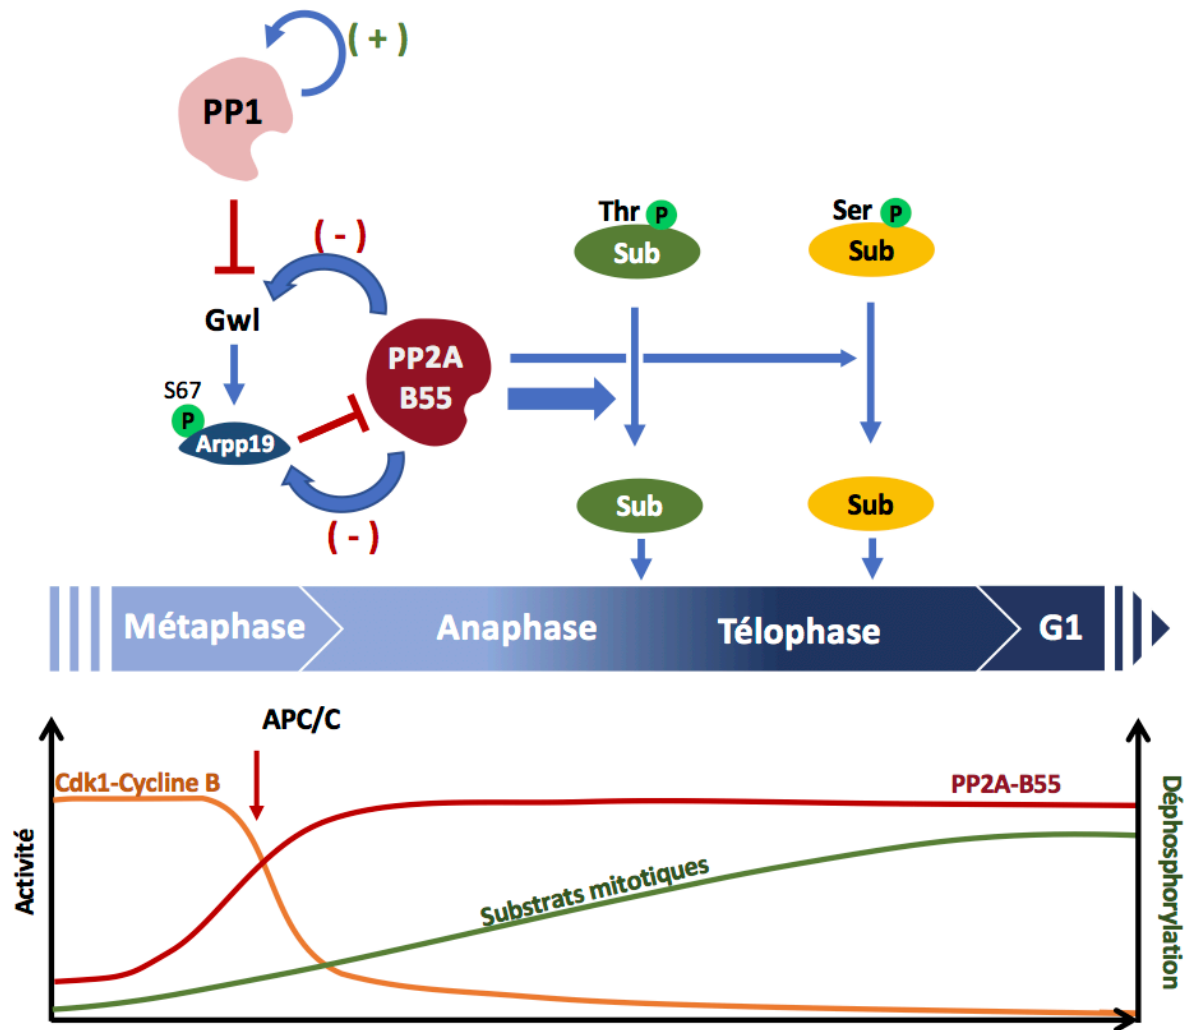 ( + )
PP1
Thr P
Ser P
Sub
Sub
( - )
Gwl
PP2A
B55
S67
P
Arpp19
Sub
Sub
( - )
Métaphase
Anaphase
Télophase
G1
APC/C
Cdk1-Cycline B
PP2A-B55
Activité
Substrats mitotiques
Déphosphorylation